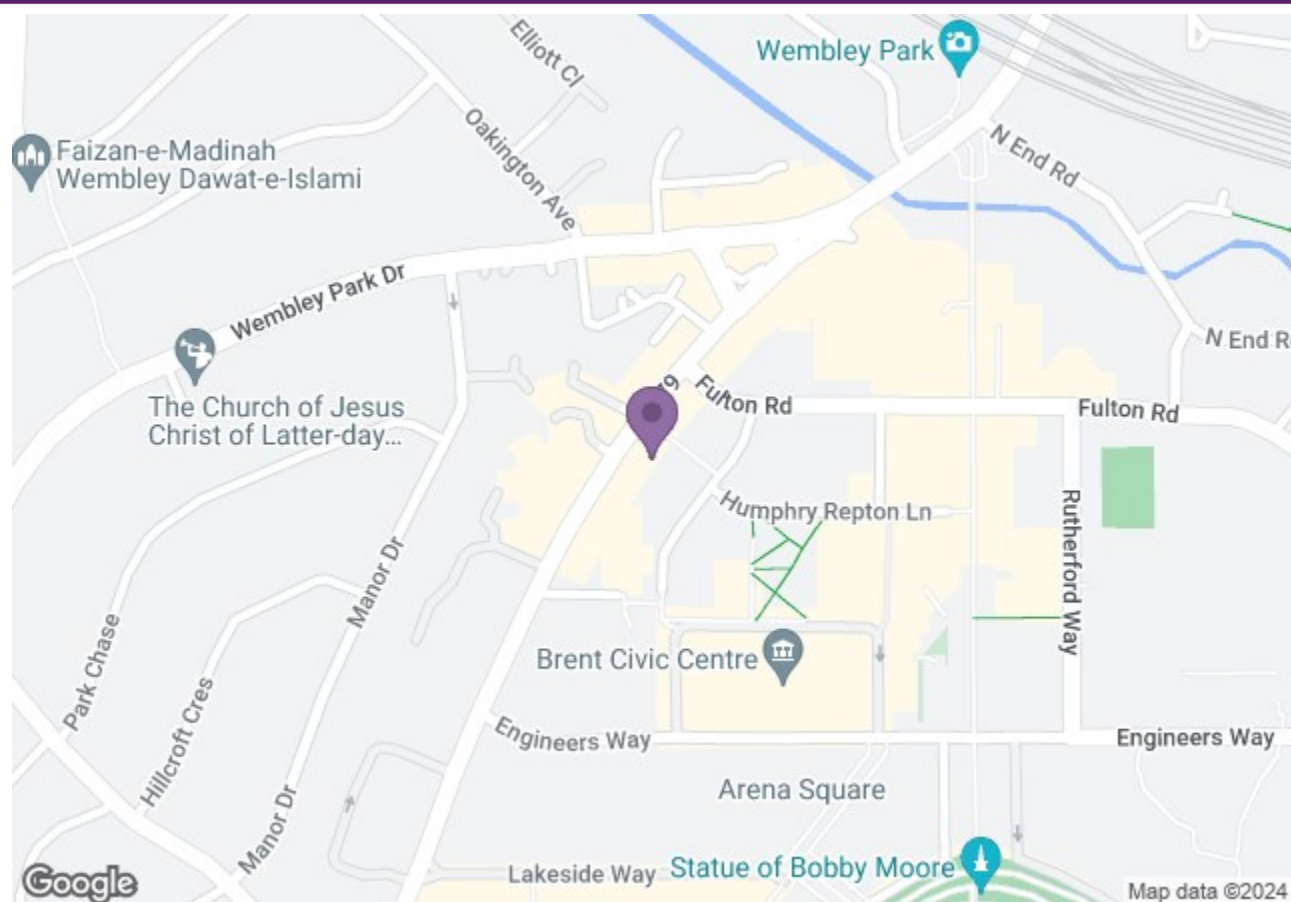 Elliott Cl
Wembley Park
Oakington Ave
N End Rd
Faizan-e-Madinah
Wembley Dawat-e-Islami
Wembley Park Dr
N End R
The Church of Jesus
Christ of Latter-day...
Fulton Rd
Fulton Rd
Humphry Repton Ln
Rutherford Way
Manor Dr
Park Chase
Hillcroft Cres
Brent Civic Centre
Engineers Way
Engineers Way
Arena Square
Manor Dr
Lakeside Way
Statue of Bobby Moore
Google
Map data ©2024